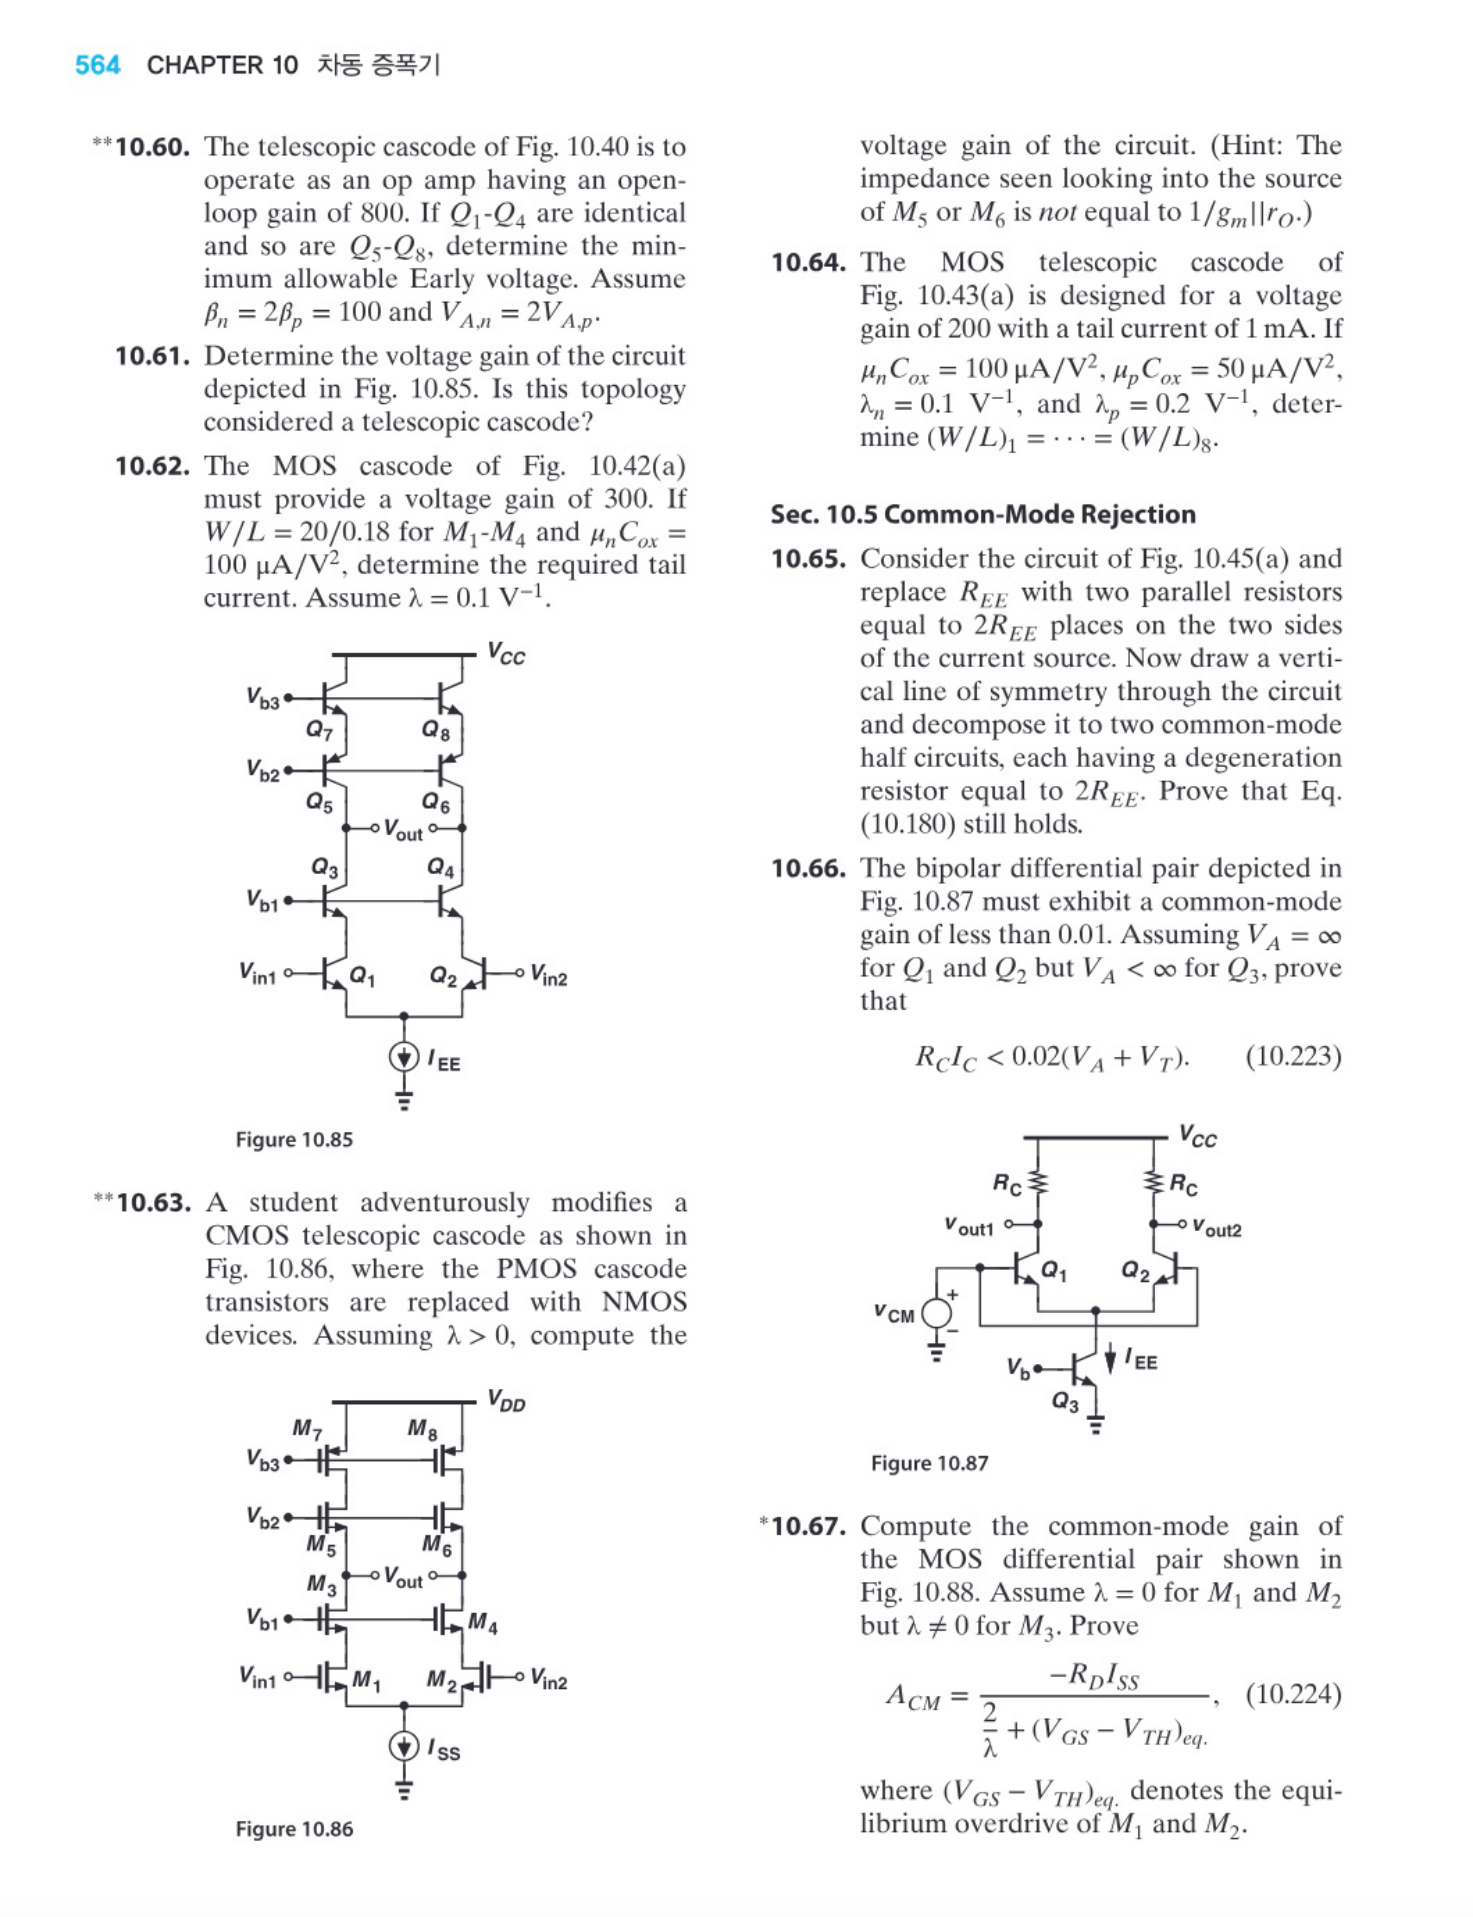 564 CHAPTER 10 차동 증폭기
**10.60. The telescopic cascode of Fig. 10.40 is to
operate as an op amp having an open-
loop gain of 800. If Q1-Q4 are identical
and so are Q5-Q8, determine the min-
imum allowable Early voltage. Assume
βn = 2βp = 100 and VA,n = 2VA,p.
10.61. Determine the voltage gain of the circuit
depicted in Fig. 10.85. Is this topology
considered a telescopic cascode?
10.62. The MOS cascode of Fig. 10.42(a)
must provide a voltage gain of 300. If
W/L = 20/0.18 for M1-M4 and μnCox =
100 μA/V², determine the required tail
current. Assume λ = 0.1 V−1.
VCC
Vb3
Q7
Q8
Vb2
Q5
Q6
Vout
Q3
Q4
Vb1
Vin1
Q1
Q2
Vin2
IEE
Figure 10.85
**10.63. A student adventurously modifies a
CMOS telescopic cascode as shown in
Fig. 10.86, where the PMOS cascode
transistors are replaced with NMOS
devices. Assuming λ > 0, compute the
VDD
M7
M8
Vb3
Vb2
M5
M6
M3
Vout
Vb1
M4
Vin1
M1
M2
Vin2
ISS
Figure 10.86
voltage gain of the circuit. (Hint: The
impedance seen looking into the source
of M5 or M6 is not equal to 1/gm||rO.)
10.64. The MOS telescopic cascode of
Fig. 10.43(a) is designed for a voltage
gain of 200 with a tail current of 1 mA. If
μnCox = 100 μA/V², μpCox = 50 μA/V²,
λn = 0.1 V−1, and λp = 0.2 V−1, deter-
mine (W/L)1 = ··· = (W/L)8.
Sec. 10.5 Common-Mode Rejection
10.65. Consider the circuit of Fig. 10.45(a) and
replace REE with two parallel resistors
equal to 2REE places on the two sides
of the current source. Now draw a verti-
cal line of symmetry through the circuit
and decompose it to two common-mode
half circuits, each having a degeneration
resistor equal to 2REE. Prove that Eq.
(10.180) still holds.
10.66. The bipolar differential pair depicted in
Fig. 10.87 must exhibit a common-mode
gain of less than 0.01. Assuming VA = ∞
for Q1 and Q2 but VA < ∞ for Q3, prove
that
RCIC < 0.02(VA + VT). (10.223)
VCC
RC
RC
Vout1
Vout2
Q1
Q2
VCM
+
−
Vb
IEE
Q3
Figure 10.87
*10.67. Compute the common-mode gain of
the MOS differential pair shown in
Fig. 10.88. Assume λ = 0 for M1 and M2
but λ ≠ 0 for M3. Prove
ACM = −RDISS / (2/λ + (VGS − VTH)eq.), (10.224)
where (VGS − VTH)eq. denotes the equi-
librium overdrive of M1 and M2.